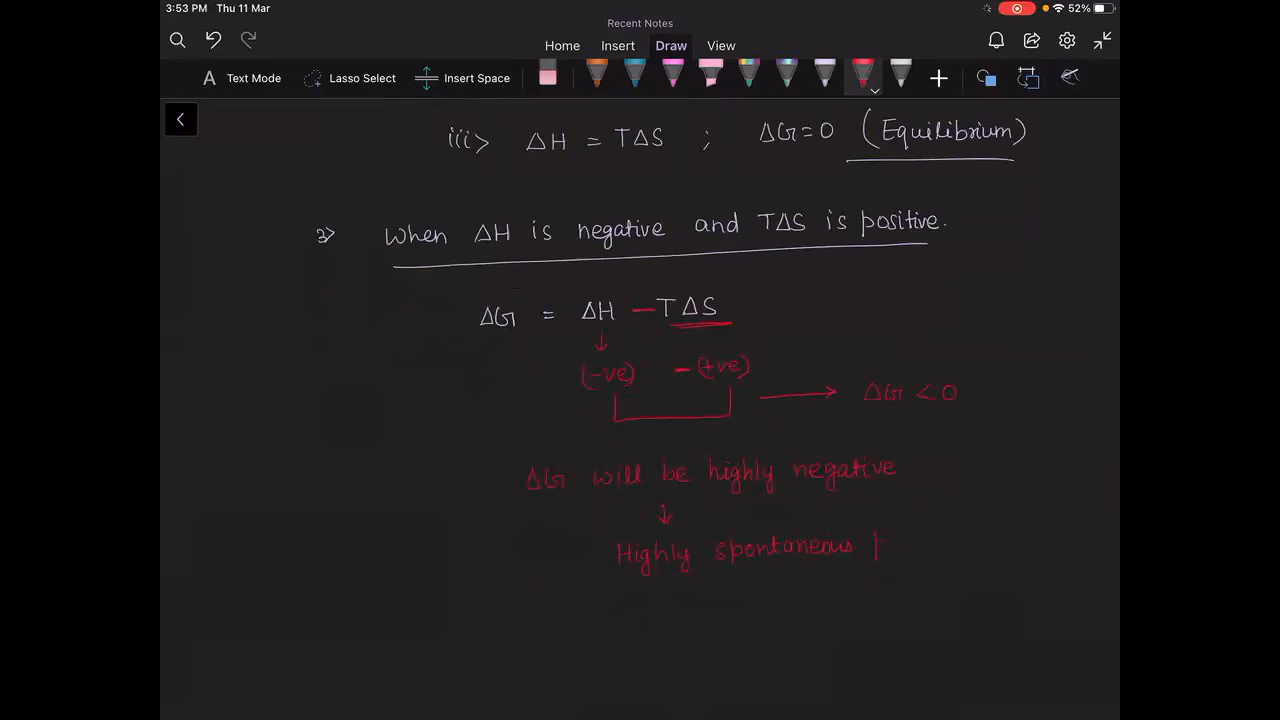 3:53 PM Thu 11 Mar
52%
Recent Notes
Home Insert Draw View
Text Mode Lasso Select Insert Space
iii> ΔH = TΔS ; ΔG=0 (Equilibrium)
3> When ΔH is negative and TΔS is positive.
ΔG = ΔH - TΔS
↓
(-ve) - (+ve)
→ ΔG < 0
ΔG will be highly negative
↓
Highly spontaneous